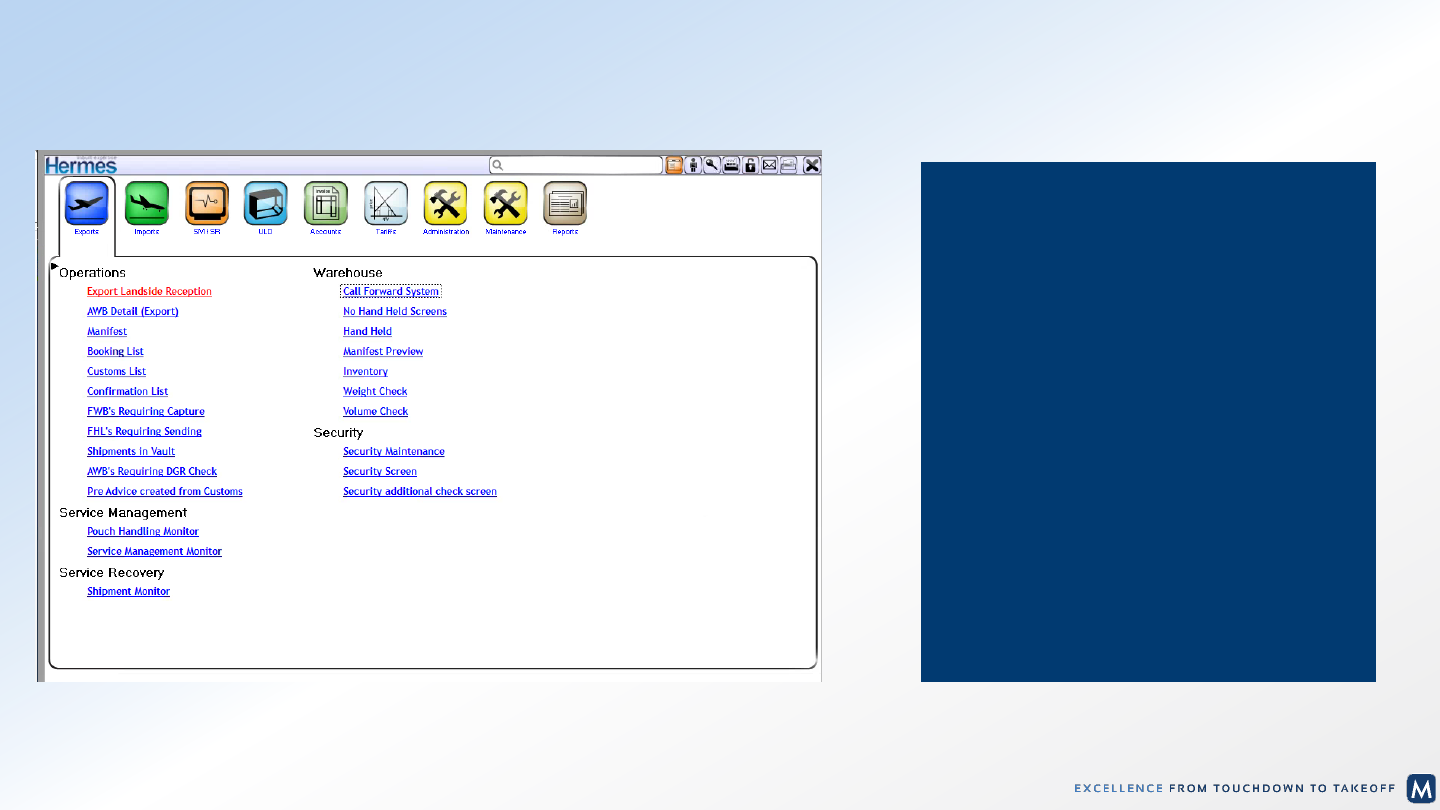 Hermes
Exports
Imports
ULD
Accounts
Tariffs
Administration
Maintenance
Reports
Operations
Export Landside Reception
AWB Detail (Export)
Manifest
Booking List
Customs List
Confirmation List
FWB's Requiring Capture
FHL's Requiring Sending
Shipments in Vault
AWB's Requiring DGR Check
Pre Advice created from Customs
Service Management
Pouch Handling Monitor
Service Management Monitor
Service Recovery
Shipment Monitor
Warehouse
Call Forward System
No Hand Held Screens
Hand Held
Manifest Preview
Inventory
Weight Check
Volume Check
Security
Security Maintenance
Security Screen
Security additional check screen
EXCELLENCE FROM TOUCHDOWN TO TAKEOFF
M